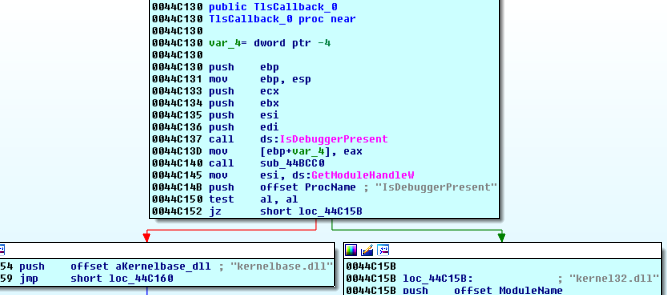 0044C130 public TlsCallback_0
0044C130 TlsCallback_0 proc near
0044C130
0044C130 var_4= dword ptr -4
0044C130
0044C130 push ebp
0044C131 mov ebp, esp
0044C133 push ecx
0044C134 push ebx
0044C135 push esi
0044C136 push edi
0044C137 call ds:IsDebuggerPresent
0044C13D mov [ebp+var_4], eax
0044C140 call sub_44BCC0
0044C145 mov esi, ds:GetModuleHandleW
0044C14B push offset ProcName ; "IsDebuggerPresent"
0044C150 test al, al
0044C152 jz short loc_44C15B
54 push offset aKernelbase_dll ; "kernelbase.dll"
59 jmp short loc_44C160
0044C15B
0044C15B loc_44C15B: ; "kernel32.dll"
0044C15B push offset ModuleName